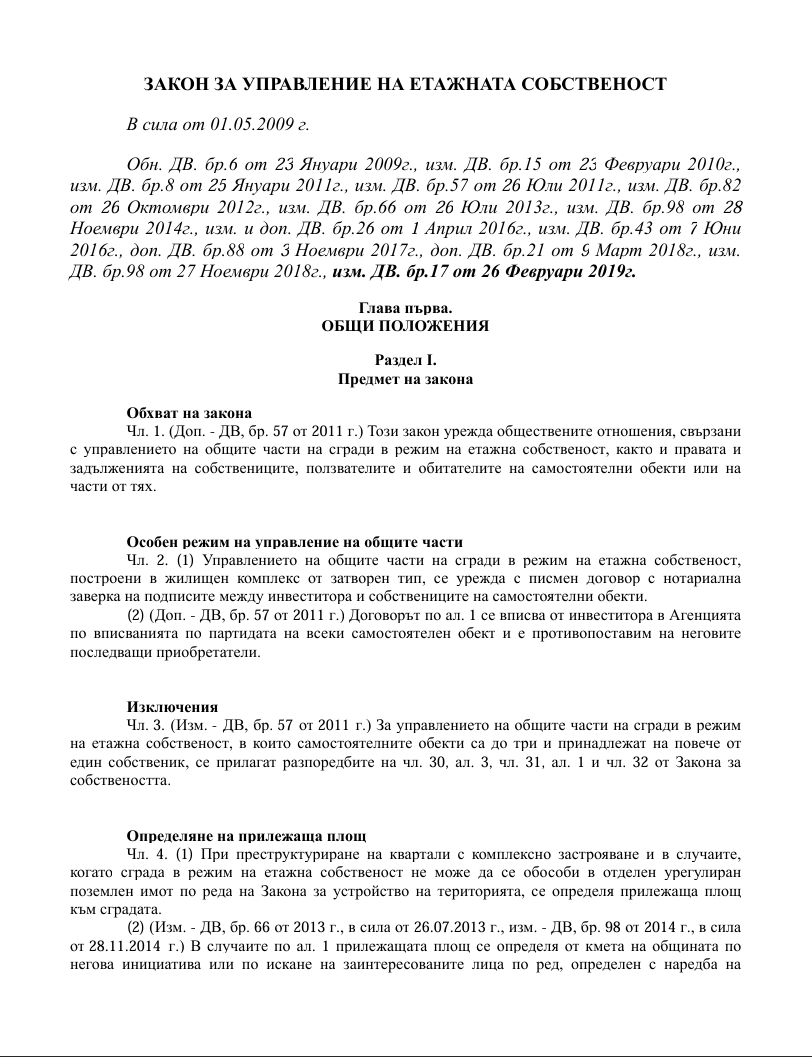 ЗАКОН ЗА УПРАВЛЕНИЕ НА ЕТАЖНАТА СОБСТВЕНОСТ
В сила от 01.05.2009 г.
Обн. ДВ. бр.6 от 23 Януари 2009г., изм. ДВ. бр.15 от 23 Февруари 2010г.,
изм. ДВ. бр.8 от 25 Януари 2011г., изм. ДВ. бр.57 от 26 Юли 2011г., изм. ДВ. бр.82
от 26 Октомври 2012г., изм. ДВ. бр.66 от 26 Юли 2013г., изм. ДВ. бр.98 от 28
Ноември 2014г., изм. и доп. ДВ. бр.26 от 1 Април 2016г., изм. ДВ. бр.43 от 7 Юни
2016г., доп. ДВ. бр.88 от 3 Ноември 2017г., доп. ДВ. бр.21 от 9 Март 2018г., изм.
ДВ. бр.98 от 27 Ноември 2018г., изм. ДВ. бр.17 от 26 Февруари 2019г.
Глава първа.
ОБЩИ ПОЛОЖЕНИЯ
Раздел I.
Предмет на закона
Обхват на закона
Чл. 1. (Доп. - ДВ, бр. 57 от 2011 г.) Този закон урежда обществените отношения, свързани
с управлението на общите части на сгради в режим на етажна собственост, както и правата и
задълженията на собствениците, ползвателите и обитателите на самостоятелни обекти или на
части от тях.
Особен режим на управление на общите части
Чл. 2. (1) Управлението на общите части на сгради в режим на етажна собственост,
построени в жилищен комплекс от затворен тип, се урежда с писмен договор с нотариална
заверка на подписите между инвеститора и собствениците на самостоятелни обекти.
(2) (Доп. - ДВ, бр. 57 от 2011 г.) Договорът по ал. 1 се вписва от инвеститора в Агенцията
по вписванията по партидата на всеки самостоятелен обект и е противопоставим на неговите
последващи приобретатели.
Изключения
Чл. 3. (Изм. - ДВ, бр. 57 от 2011 г.) За управлението на общите части на сгради в режим
на етажна собственост, в които самостоятелните обекти са до три и принадлежат на повече от
един собственик, се прилагат разпоредбите на чл. 30, ал. 3, чл. 31, ал. 1 и чл. 32 от Закона за
собствеността.
Определяне на прилежаща площ
Чл. 4. (1) При преструктуриране на квартали с комплексно застрояване и в случаите,
когато сграда в режим на етажна собственост не може да се обособи в отделен урегулиран
поземлен имот по реда на Закона за устройство на територията, се определя прилежаща площ
към сградата.
(2) (Изм. - ДВ, бр. 66 от 2013 г., в сила от 26.07.2013 г., изм. - ДВ, бр. 98 от 2014 г., в сила
от 28.11.2014 г.) В случаите по ал. 1 прилежащата площ се определя от кмета на общината по
негова инициатива или по искане на заинтересованите лица по ред, определен с наредба на